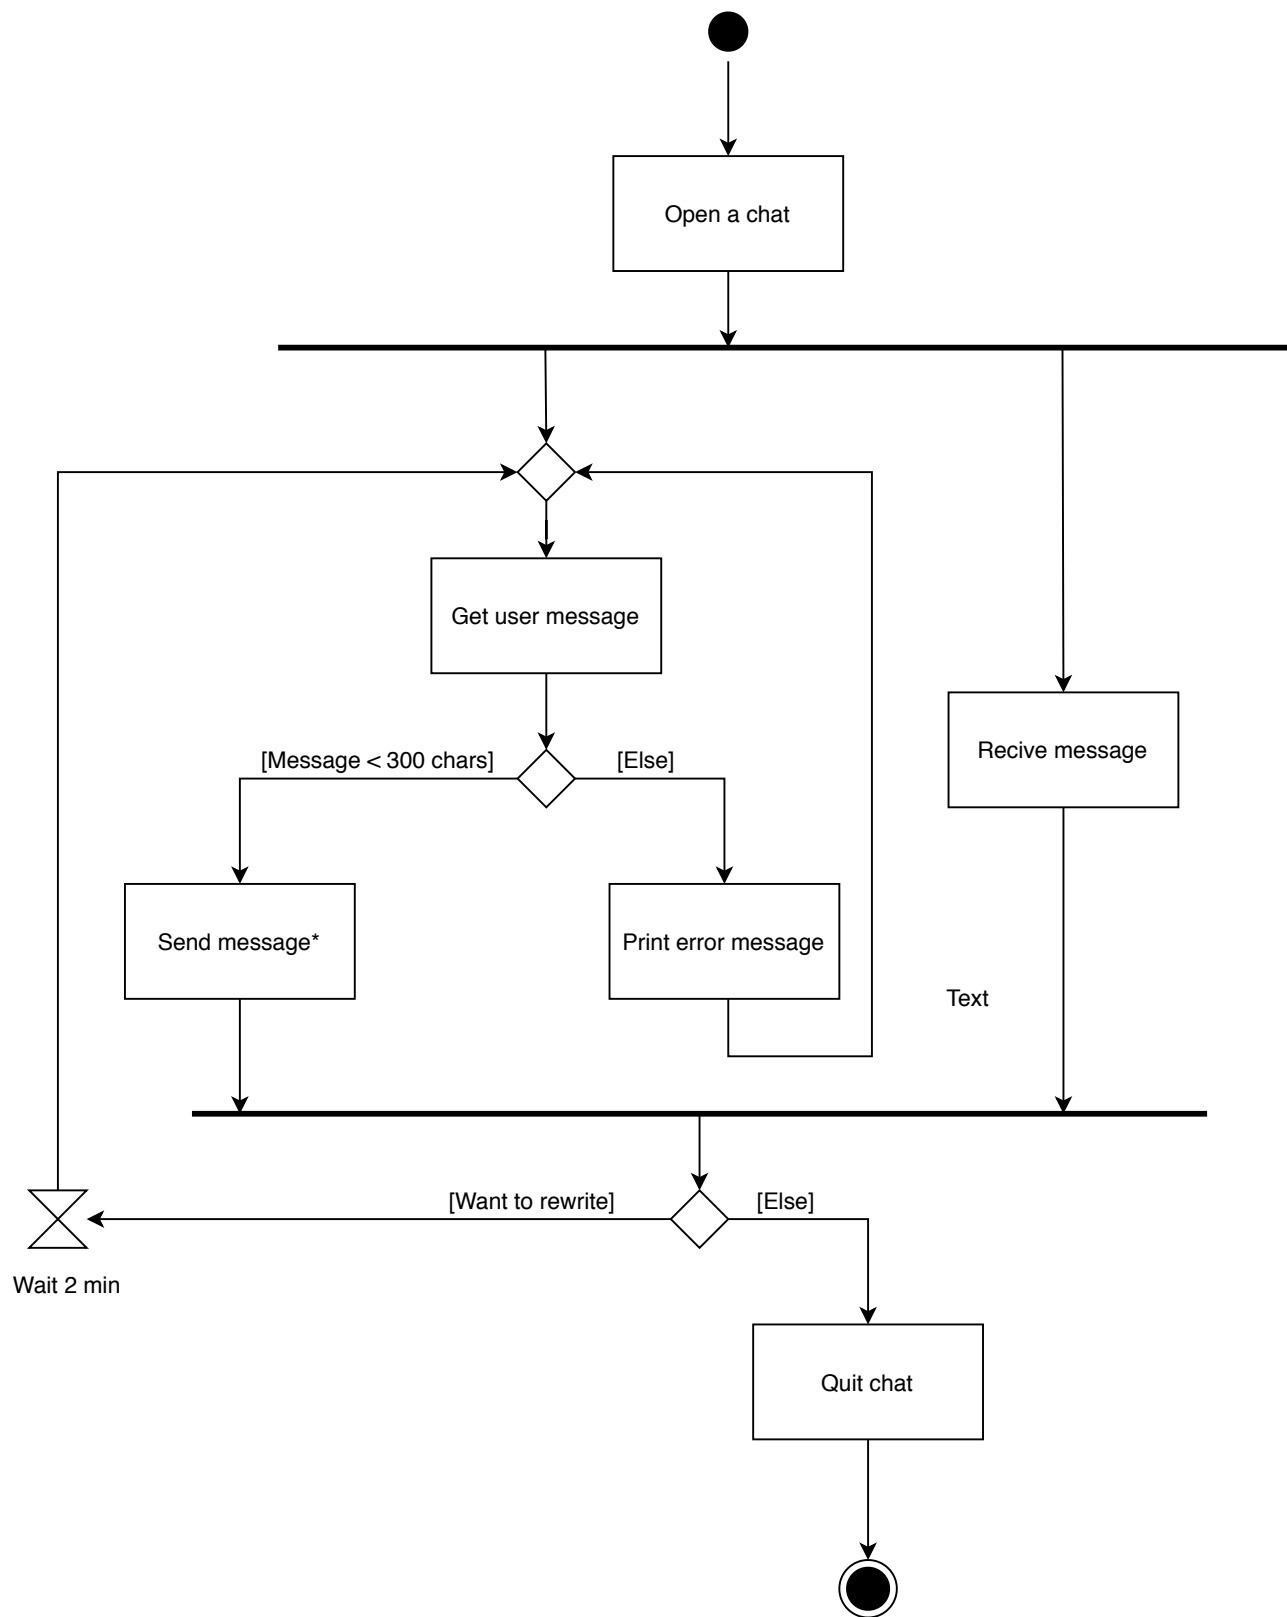 Open a chat
Get user message
[Message < 300 chars]
[Else]
Recive message
Send message*
Print error message
Text
[Want to rewrite]
[Else]
Wait 2 min
Quit chat